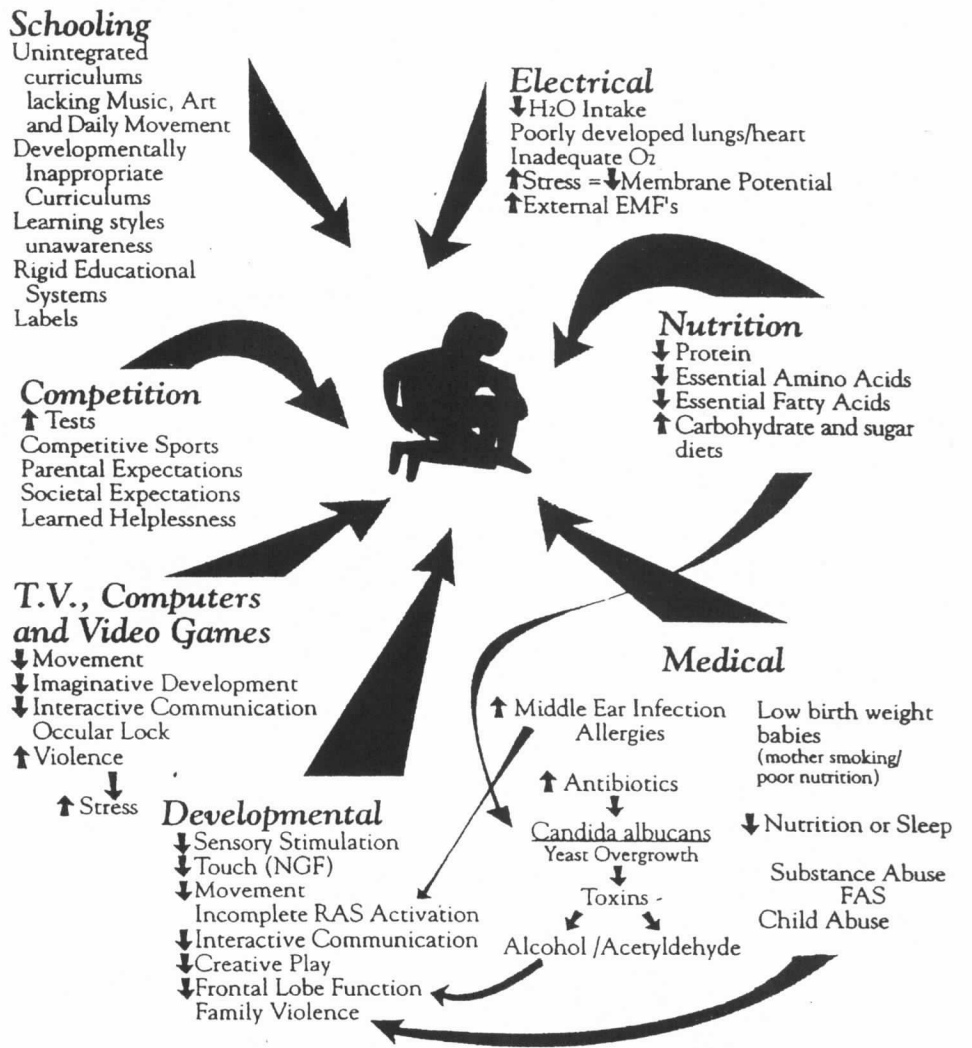 Schooling
Unintegrated
curriculums
lacking Music, Art
and Daily Movement
Developmentally
Inappropriate
Curriculums
Learning styles
unawareness
Rigid Educational
Systems
Labels
Electrical
↓H₂O Intake
Poorly developed lungs/heart
Inadequate O₂
↑Stress = ↓Membrane Potential
↑External EMF's
Nutrition
↓ Protein
↓ Essential Amino Acids
↓ Essential Fatty Acids
↑ Carbohydrate and sugar
diets
Competition
↑ Tests
Competitive Sports
Parental Expectations
Societal Expectations
Learned Helplessness
T.V., Computers
and Video Games
↓Movement
↓Imaginative Development
↓Interactive Communication
Occular Lock
↑Violence
↓
↑ Stress
Developmental
↓Sensory Stimulation
↓Touch (NGF)
↓Movement
Incomplete RAS Activation
↓Interactive Communication
↓Creative Play
↓Frontal Lobe Function
Family Violence
Medical
↑ Middle Ear Infection
Allergies
↑ Antibiotics
↓
Candida albucans
Yeast Overgrowth
↓
Toxins
Alcohol /Acetyldehyde
Low birth weight
babies
(mother smoking/
poor nutrition)
↓Nutrition or Sleep
Substance Abuse
FAS
Child Abuse